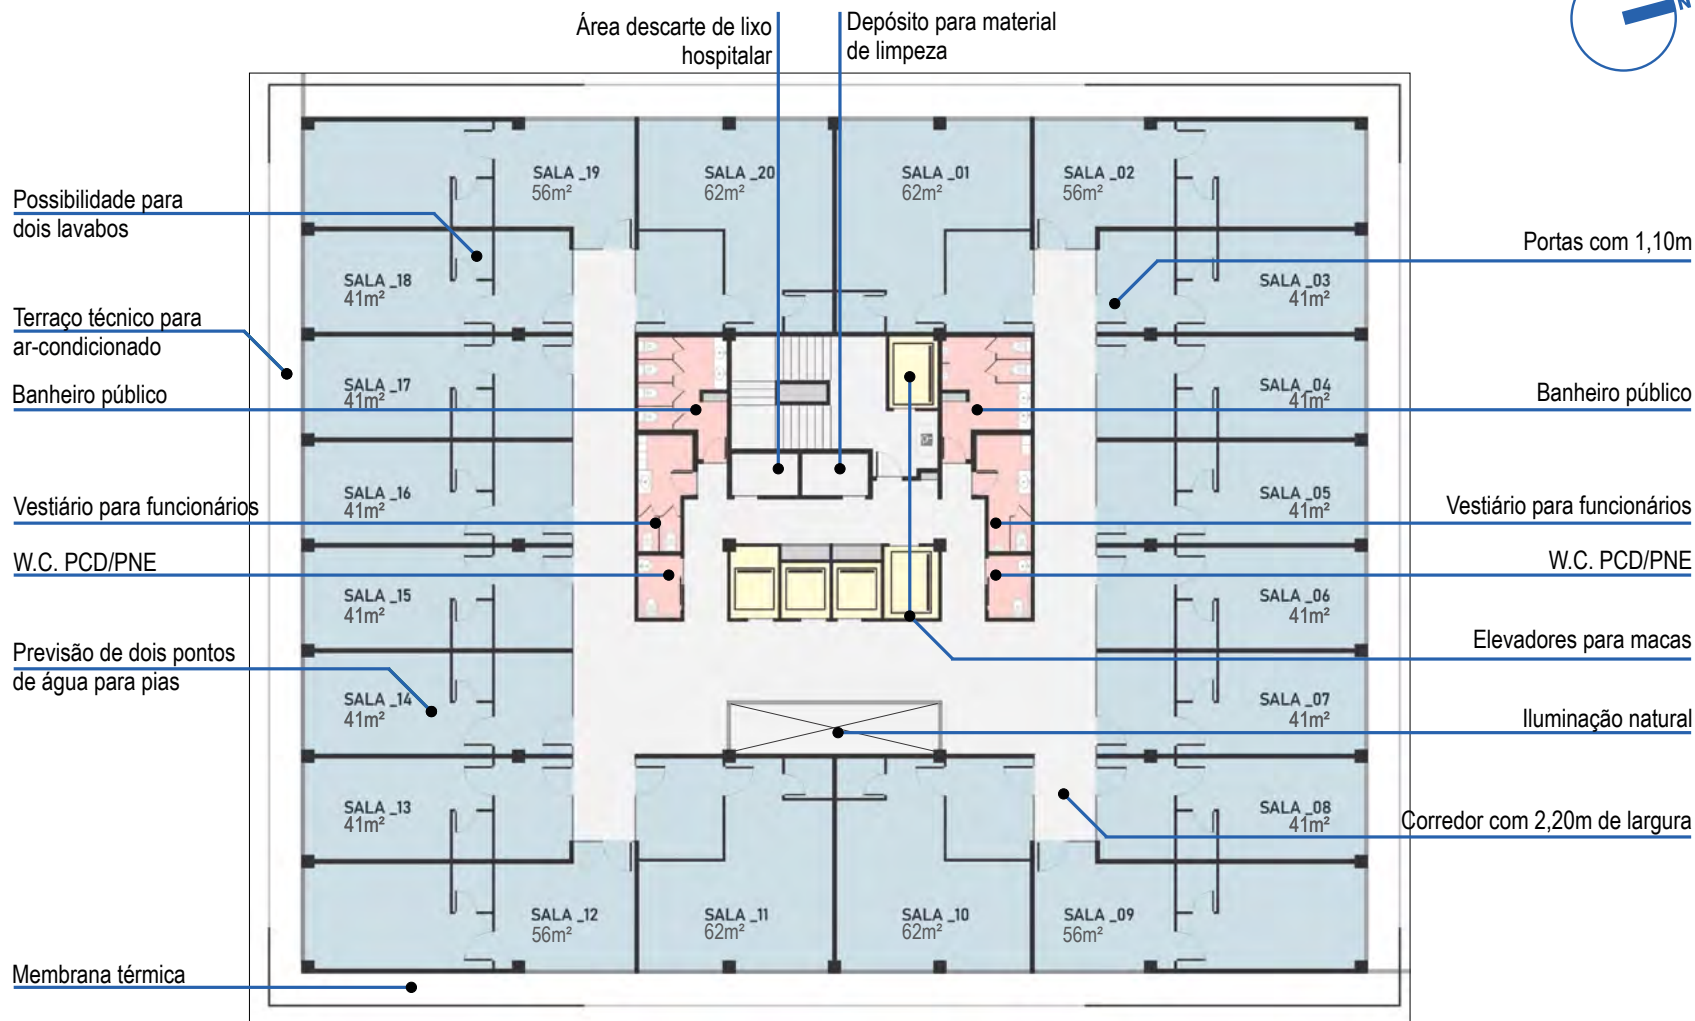 Área descarte de lixo
hospitalar
Depósito para material
de limpeza
N
SALA _19
56m²
SALA _20
62m²
SALA _01
62m²
SALA _02
56m²
Possibilidade para
dois lavabos
Portas com 1,10m
SALA _18
41m²
SALA _03
41m²
Terraço técnico para
ar-condicionado
SALA _17
41m²
SALA _04
41m²
Banheiro público
Banheiro público
SALA _16
41m²
SALA _05
41m²
Vestiário para funcionários
Vestiário para funcionários
W.C. PCD/PNE
W.C. PCD/PNE
SALA _15
41m²
SALA _06
41m²
Previsão de dois pontos
de água para pias
Elevadores para macas
SALA _14
41m²
SALA _07
41m²
Iluminação natural
SALA _13
41m²
SALA _08
41m²
Corredor com 2,20m de largura
SALA _12
56m²
SALA _11
62m²
SALA _10
62m²
SALA _09
56m²
Membrana térmica